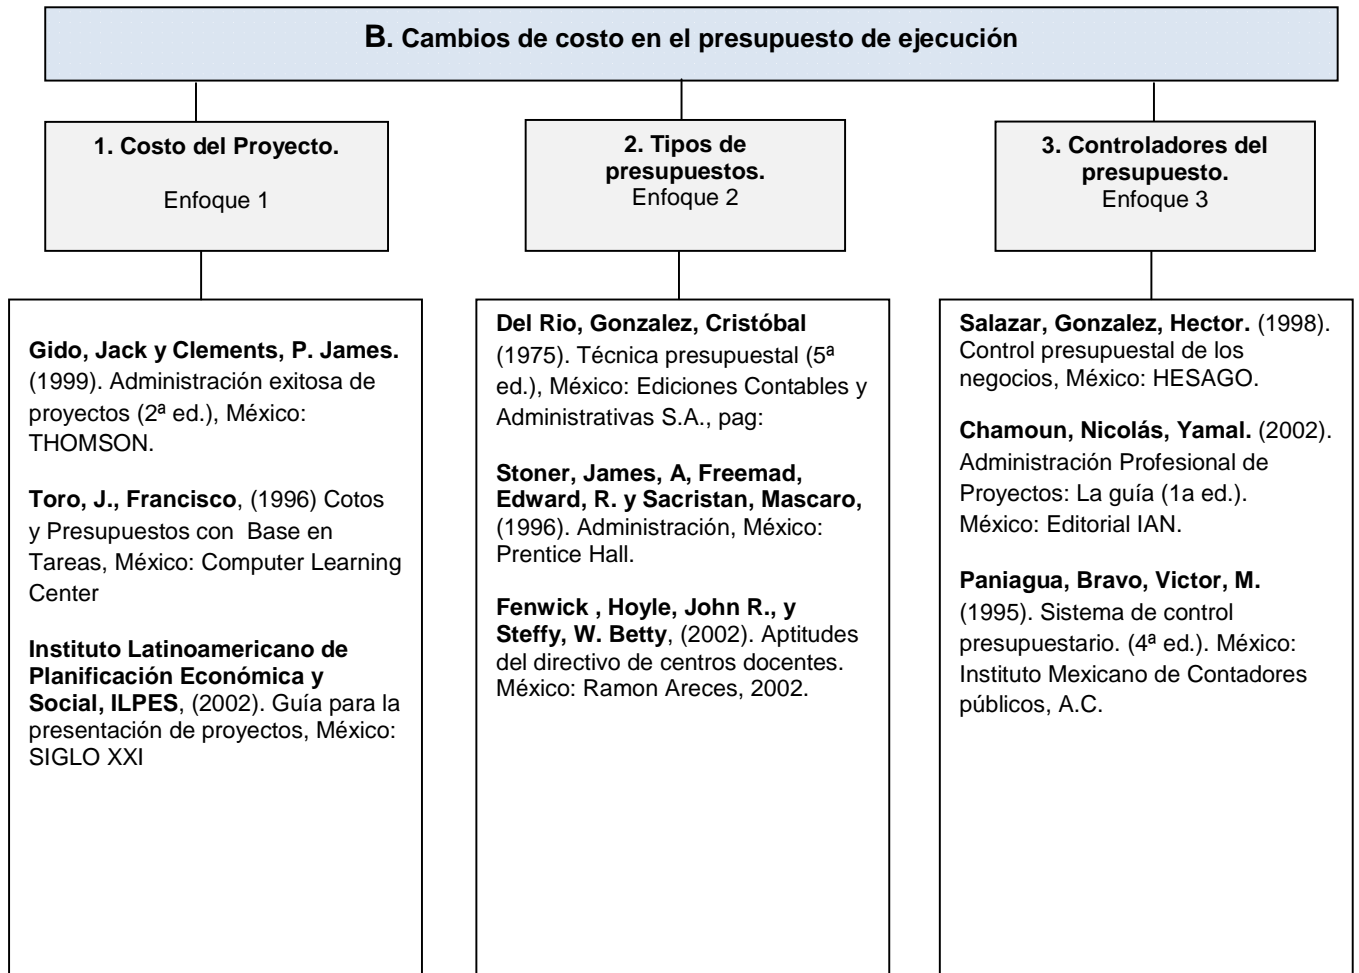 B. Cambios de costo en el presupuesto de ejecución
1. Costo del Proyecto.
Enfoque 1
2. Tipos de
presupuestos.
Enfoque 2
3. Controladores del
presupuesto.
Enfoque 3
Gido, Jack y Clements, P. James.
(1999). Administración exitosa de
proyectos (2ª ed.), México:
THOMSON.
Toro, J., Francisco, (1996) Cotos
y Presupuestos con Base en
Tareas, México: Computer Learning
Center
Instituto Latinoamericano de
Planificación Económica y
Social, ILPES, (2002). Guía para la
presentación de proyectos, México:
SIGLO XXI
Del Rio, Gonzalez, Cristóbal
(1975). Técnica presupuestal (5ª
ed.), México: Ediciones Contables y
Administrativas S.A., pag:
Stoner, James, A, Freemad,
Edward, R. y Sacristan, Mascaro,
(1996). Administración, México:
Prentice Hall.
Fenwick , Hoyle, John R., y
Steffy, W. Betty, (2002). Aptitudes
del directivo de centros docentes.
México: Ramon Areces, 2002.
Salazar, Gonzalez, Hector. (1998).
Control presupuestal de los
negocios, México: HESAGO.
Chamoun, Nicolás, Yamal. (2002).
Administración Profesional de
Proyectos: La guía (1a ed.).
México: Editorial IAN.
Paniagua, Bravo, Victor, M.
(1995). Sistema de control
presupuestario. (4ª ed.). México:
Instituto Mexicano de Contadores
públicos, A.C.